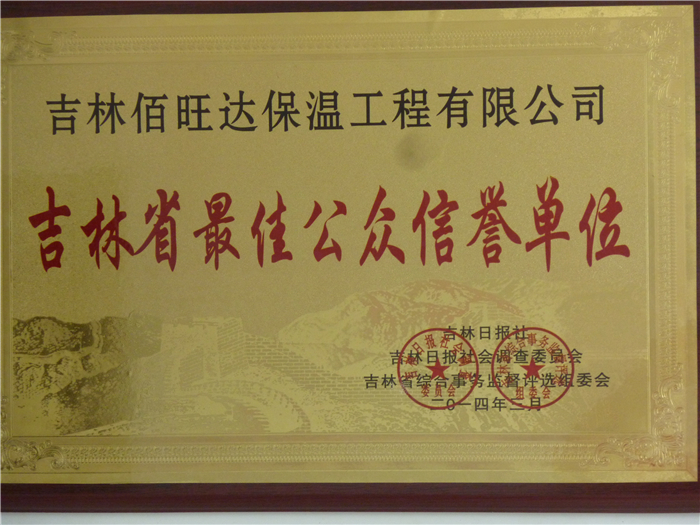 吉林佰旺达保温工程有限公司
吉林省最佳公众信誉单位
吉林日报社
吉林日报社会调查委员会
吉林省综合事务监督评选组委会
二0一四年三月